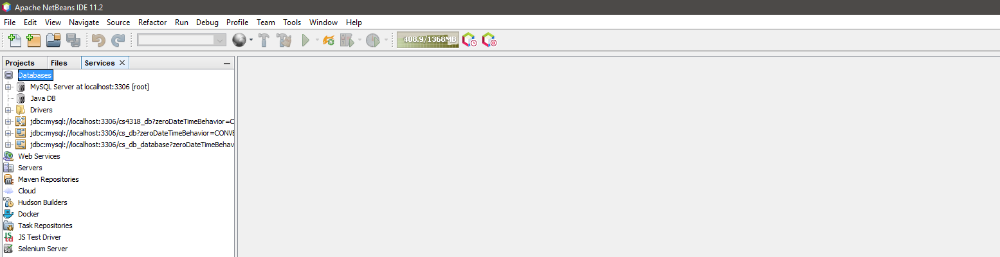 Apache NetBeans IDE 11.2
File Edit View Navigate Source Refactor Run Debug Profile Team Tools Window Help
408.9/1368MB
Projects Files Services
Databases
MySQL Server at localhost:3306 [root]
Java DB
Drivers
jdbc:mysql://localhost:3306/cs4318_db?zeroDateTimeBehavior=C
jdbc:mysql://localhost:3306/cs_db?zeroDateTimeBehavior=CONVE
jdbc:mysql://localhost:3306/cs_db_database?zeroDateTimeBehav
Web Services
Servers
Maven Repositories
Cloud
Hudson Builders
Docker
Task Repositories
JS Test Driver
Selenium Server